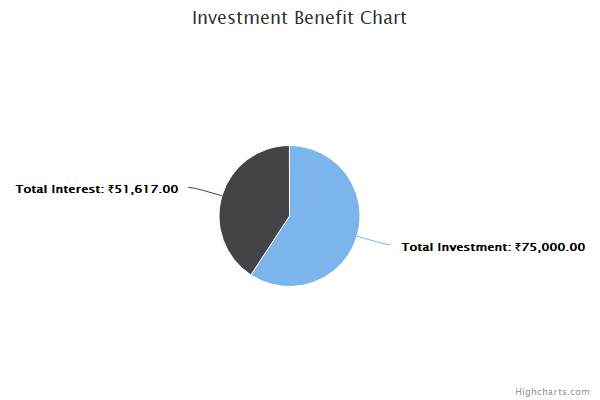 Investment Benefit Chart
Total Interest: ₹51,617.00
Total Investment: ₹75,000.00
Highcharts.com